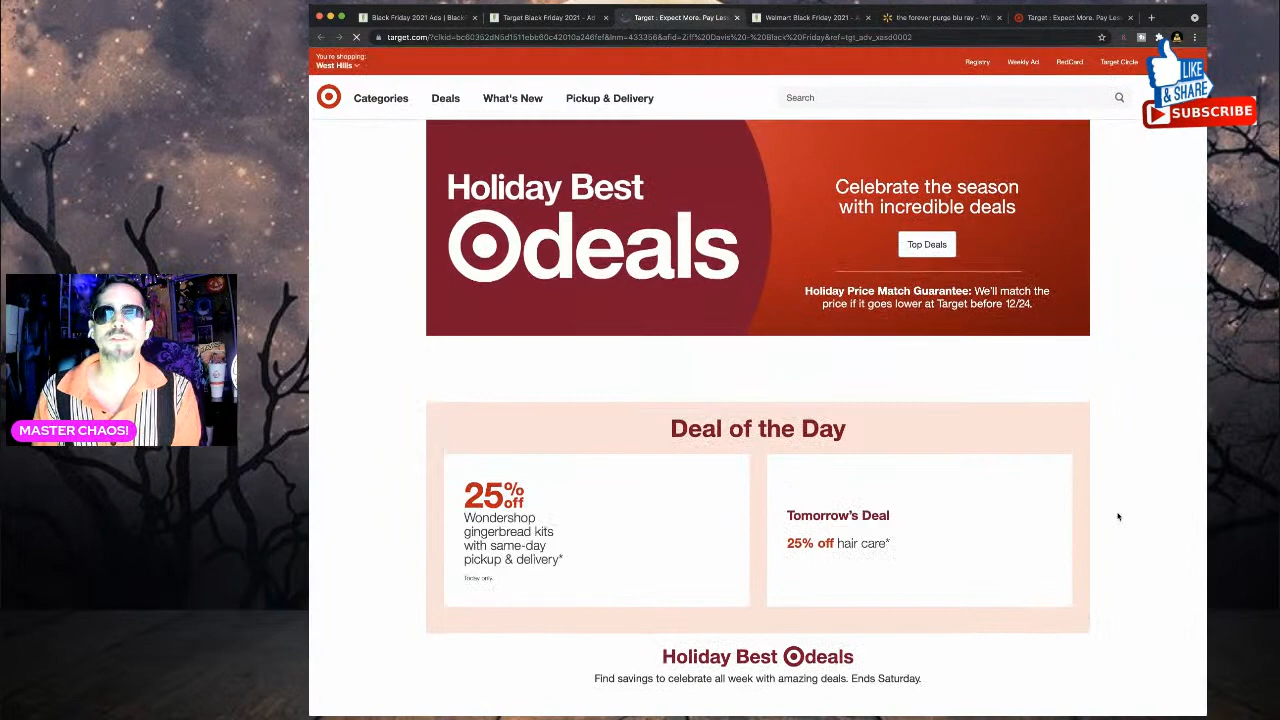 Black Friday 2021 Ads | Black
Target Black Friday 2021 - Ad
Target : Expect More. Pay Less
Walmart Black Friday 2021 - A
the forever purge blu ray - Wa
Target : Expect More. Pay Les
You're shopping:
West Hills
Registry
Weekly Ad
RedCard
Target Circle
LIKE
& SHARE
SUBSCRIBE
Categories
Deals
What's New
Pickup & Delivery
Search
Holiday Best
deals
Celebrate the season
with incredible deals
Top Deals
Holiday Price Match Guarantee: We'll match the
price if it goes lower at Target before 12/24.
MASTER CHAOS!
Deal of the Day
25% off
Wondershop
gingerbread kits
with same-day
pickup & delivery*
Today only.
Tomorrow's Deal
25% off hair care*
Holiday Best deals
Find savings to celebrate all week with amazing deals. Ends Saturday.